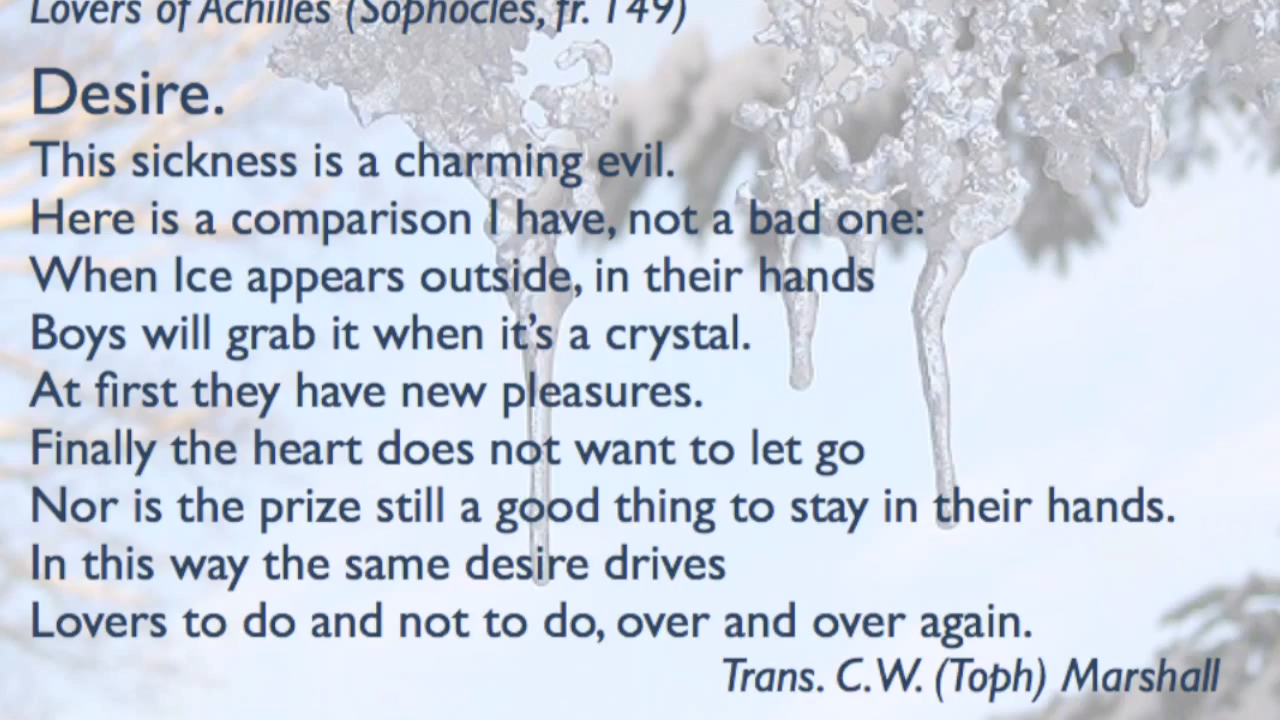 Lovers of Achilles (Sophocles, fr. 149)
Desire.
This sickness is a charming evil.
Here is a comparison I have, not a bad one:
When Ice appears outside, in their hands
Boys will grab it when it’s a crystal.
At first they have new pleasures.
Finally the heart does not want to let go
Nor is the prize still a good thing to stay in their hands.
In this way the same desire drives
Lovers to do and not to do, over and over again.
Trans. C.W. (Toph) Marshall